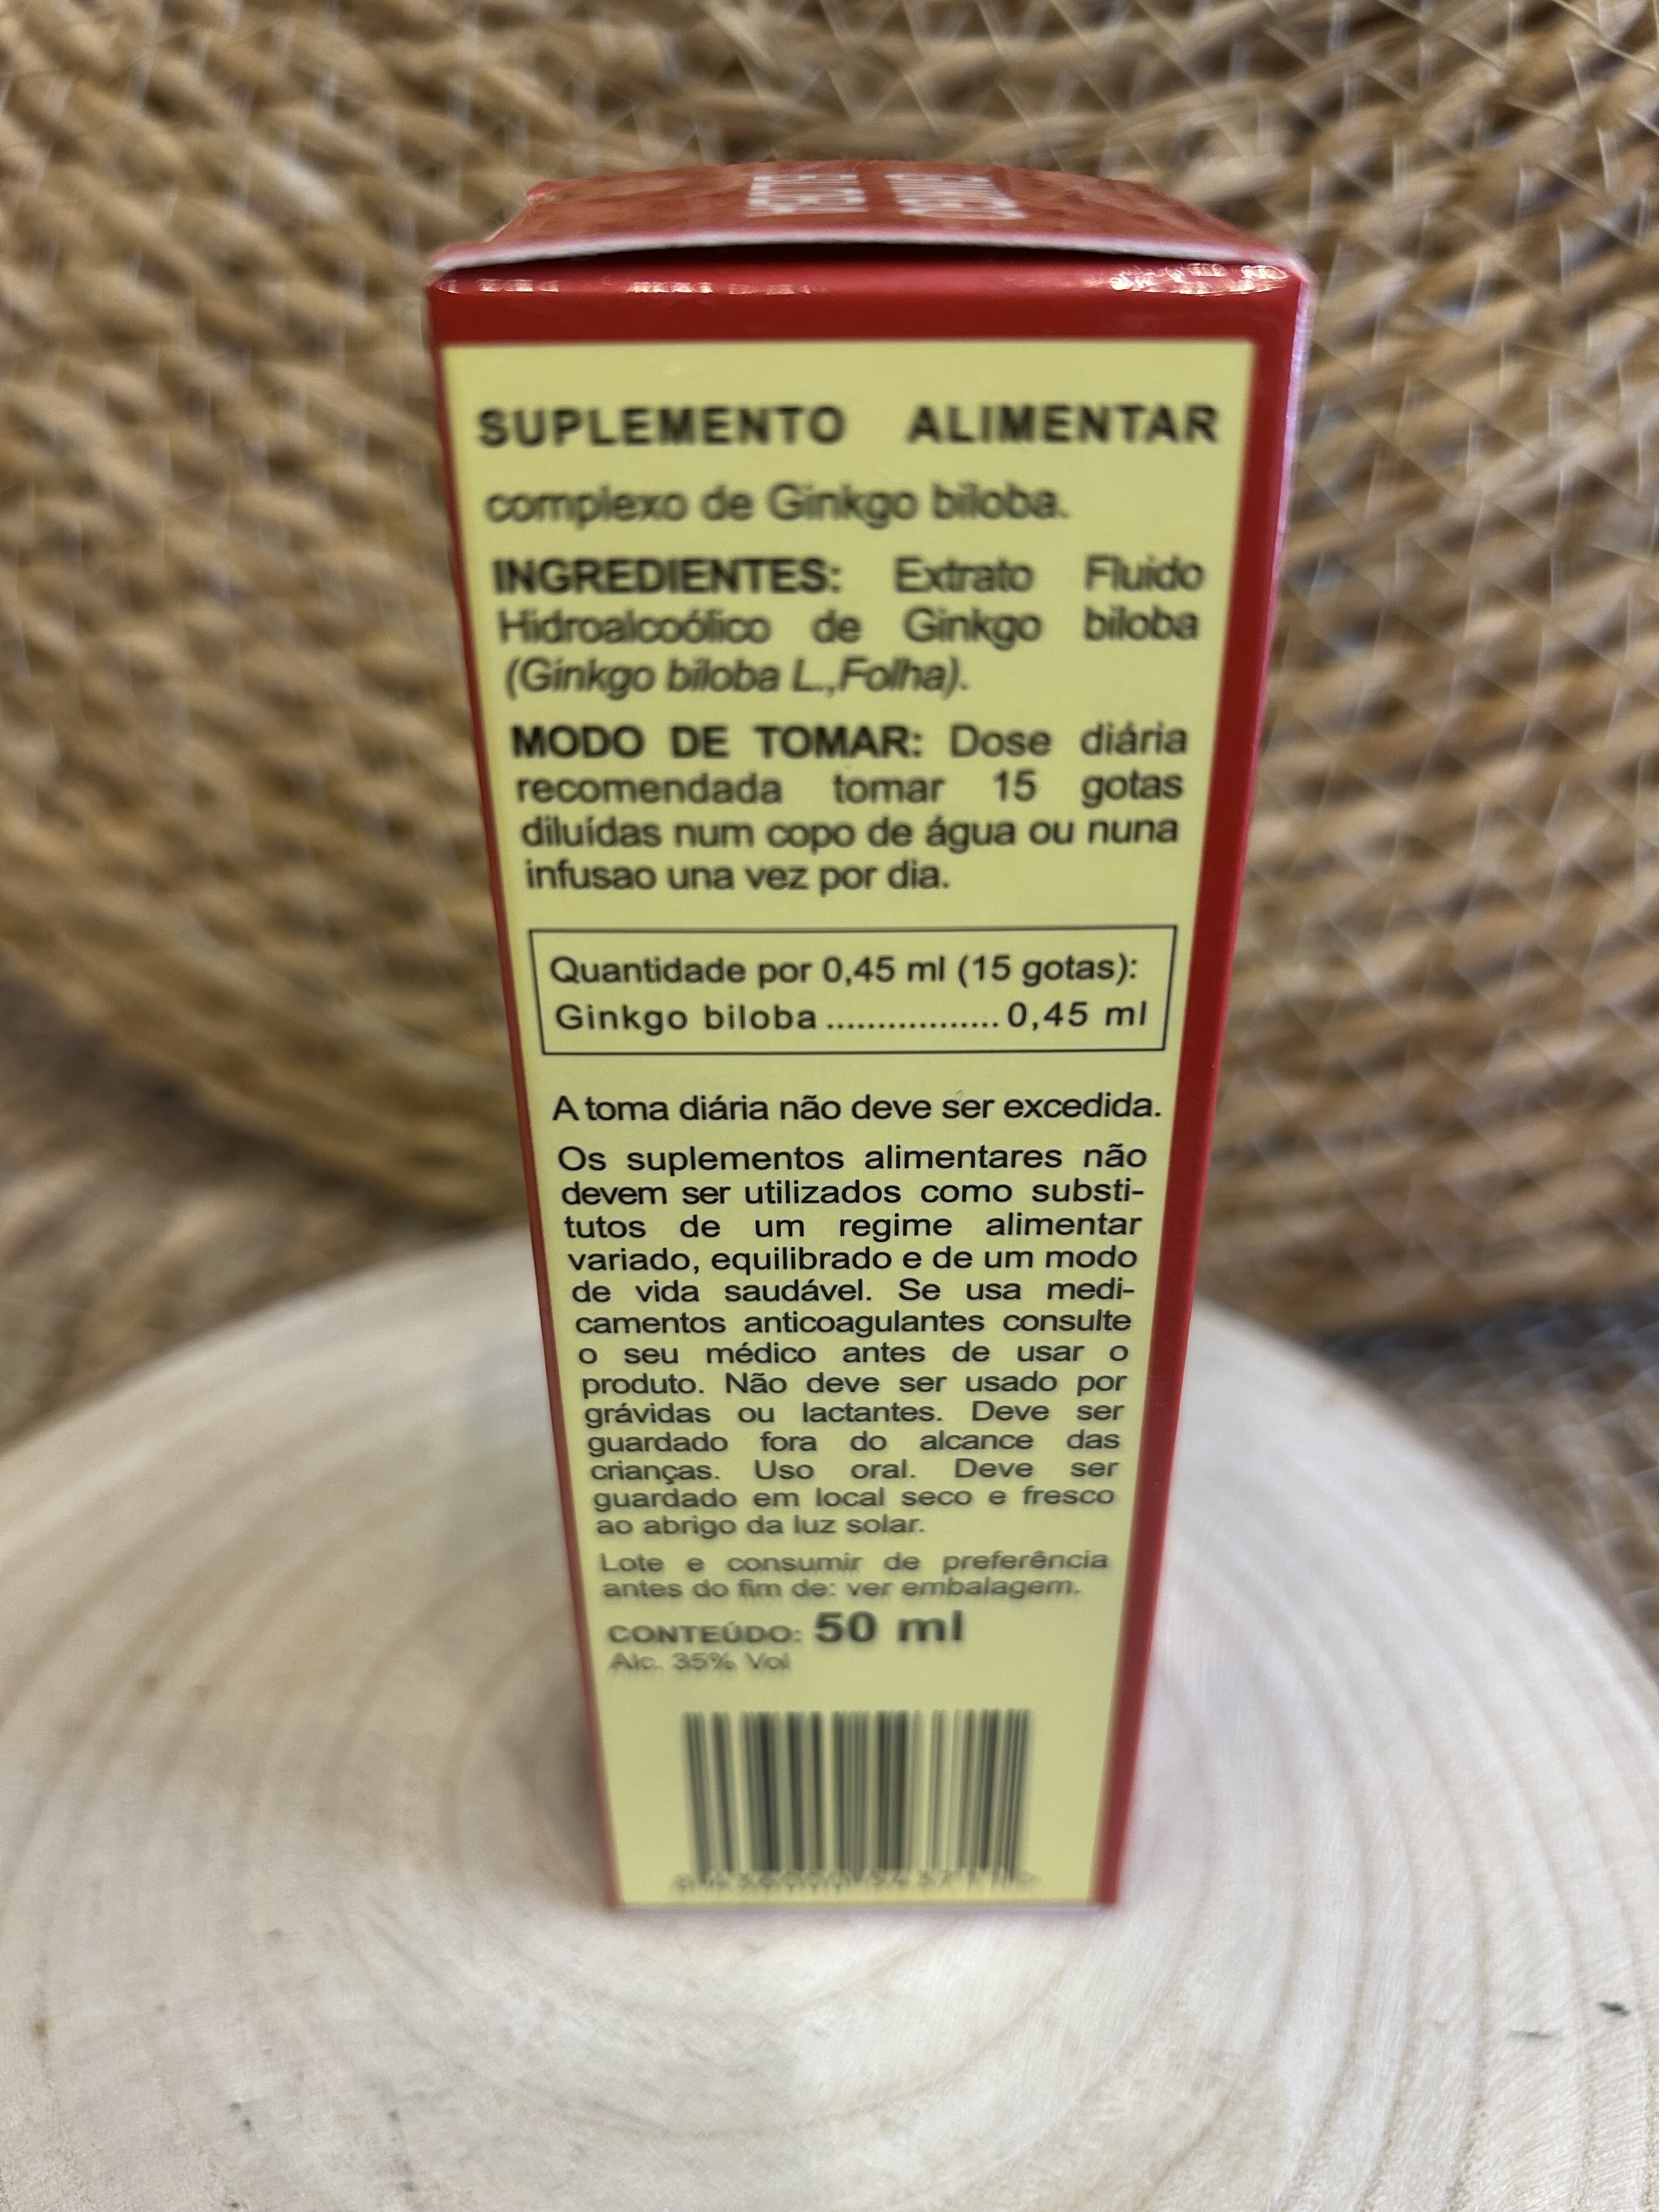 SUPLEMENTO ALIMENTAR
complexo de Ginkgo biloba.
INGREDIENTES: Extrato Fluido
Hidroalcoólico de Ginkgo biloba
(Ginkgo biloba L.,Folha).
MODO DE TOMAR: Dose diária
recomendada tomar 15 gotas
diluídas num copo de água ou nuna
infusao una vez por dia.
Quantidade por 0,45 ml (15 gotas):
Ginkgo biloba .................. 0,45 ml
A toma diária não deve ser excedida.
Os suplementos alimentares não
devem ser utilizados como substi-
tutos de um regime alimentar
variado, equilibrado e de um modo
de vida saudável. Se usa medi-
camentos anticoagulantes consulte
o seu médico antes de usar o
produto. Não deve ser usado por
grávidas ou lactantes. Deve ser
guardado fora do alcance das
crianças. Uso oral. Deve ser
guardado em local seco e fresco
ao abrigo da luz solar.
Lote e consumir de preferência
antes do fim de: ver embalagem.
CONTEÚDO: 50 ml
Alc. 35% Vol